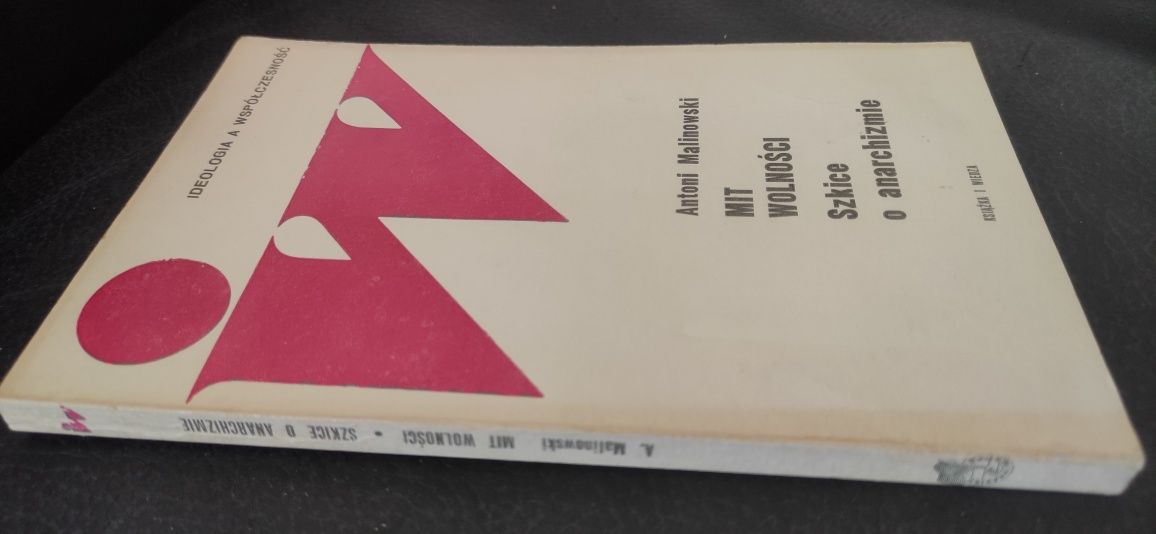 IDEOLOGIA A WSPÓŁCZESNOŚĆ
Antoni Malinowski
MIT
WOLNOŚCI
Szkice
o anarchizmie
KSIĄŻKA I WIEDZA
A. Malinowski MIT WOLNOŚCI • SZKICE O ANARCHIZMIE